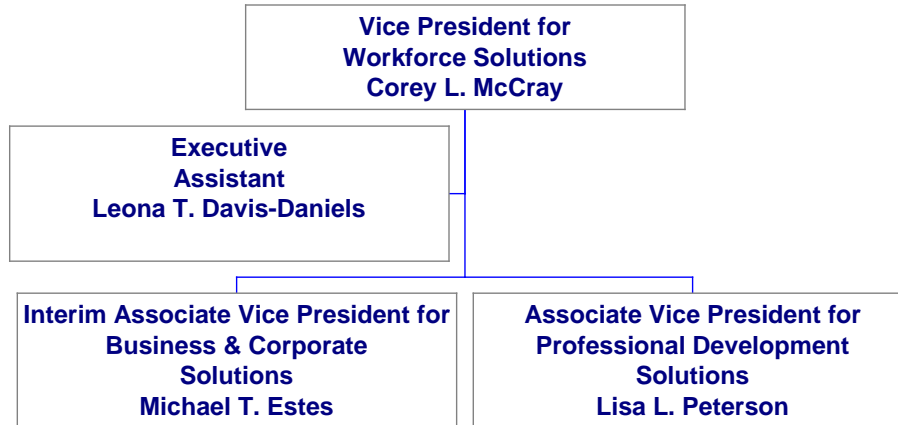 Vice President for
Workforce Solutions
Corey L. McCray
Executive
Assistant
Leona T. Davis-Daniels
Interim Associate Vice President for
Business & Corporate
Solutions
Michael T. Estes
Associate Vice President for
Professional Development
Solutions
Lisa L. Peterson